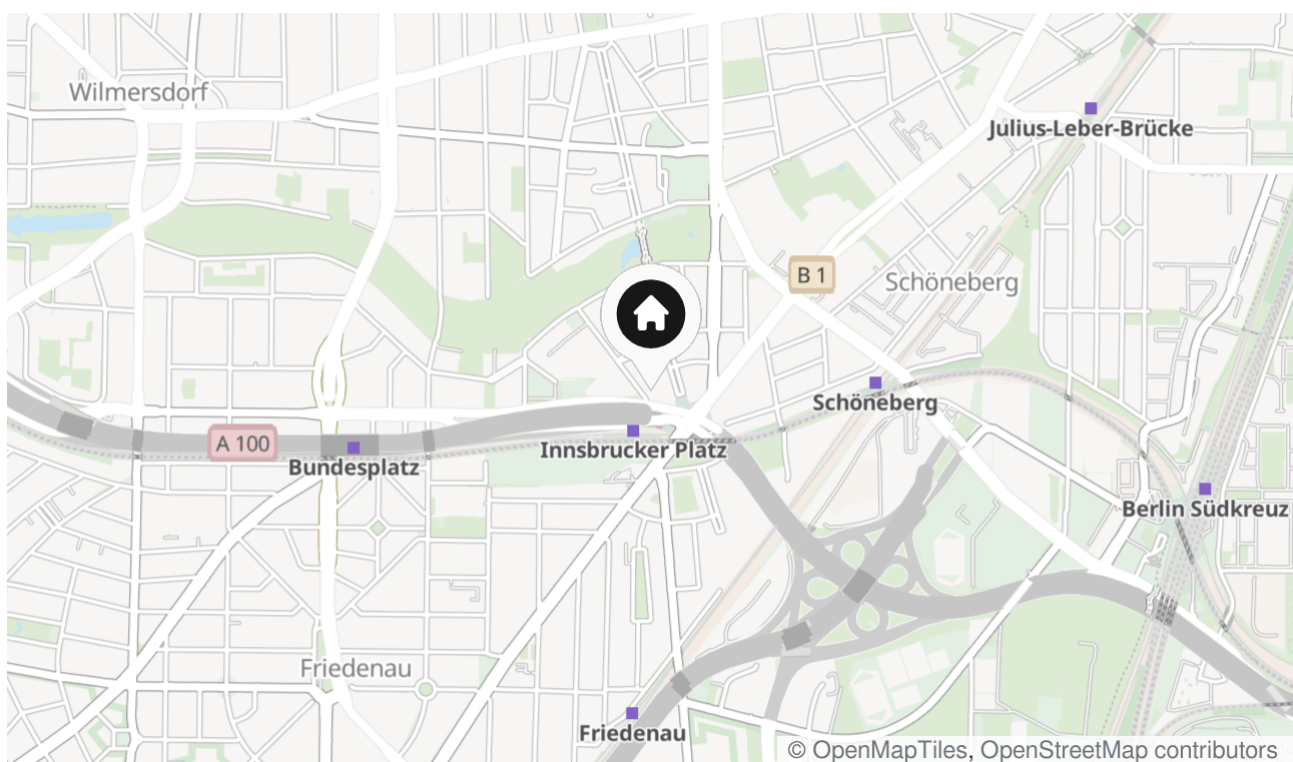 Wilmersdorf
Julius-Leber-Brücke
B 1
Schöneberg
Schöneberg
A 100
Innsbrucker Platz
Bundesplatz
Berlin Südkreuz
Friedenau
Friedenau
© OpenMapTiles, OpenStreetMap contributors